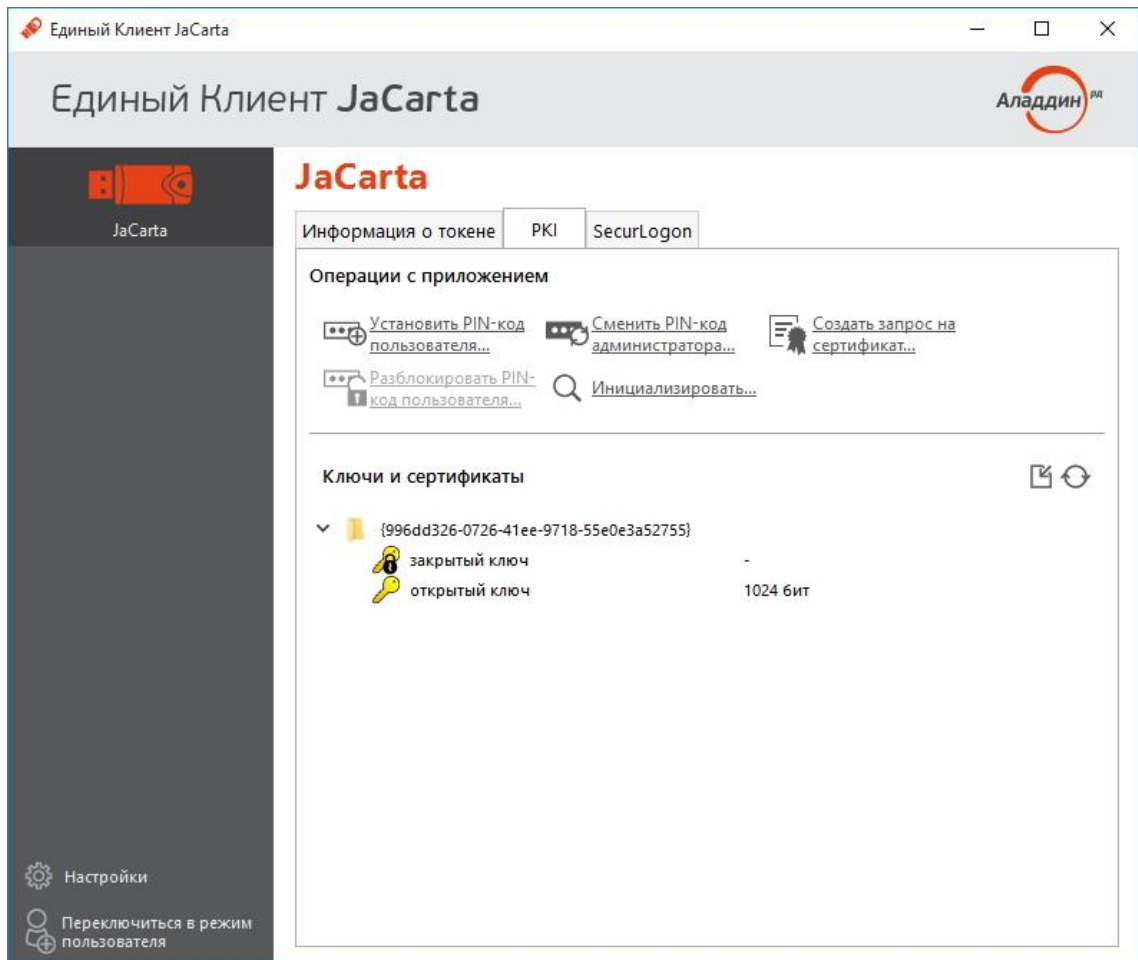 Единый Клиент JaCarta
Единый Клиент JaCarta
Аладдин РД
JaCarta
JaCarta
Информация о токене PKI SecurLogon
Операции с приложением
Установить PIN-код
пользователя...
Сменить PIN-код
администратора...
Создать запрос на
сертификат...
Разблокировать PIN-
код пользователя...
Инициализировать...
Ключи и сертификаты
{996dd326-0726-41ee-9718-55e0e3a52755}
закрытый ключ -
открытый ключ 1024 бит
Настройки
Переключиться в режим
пользователя